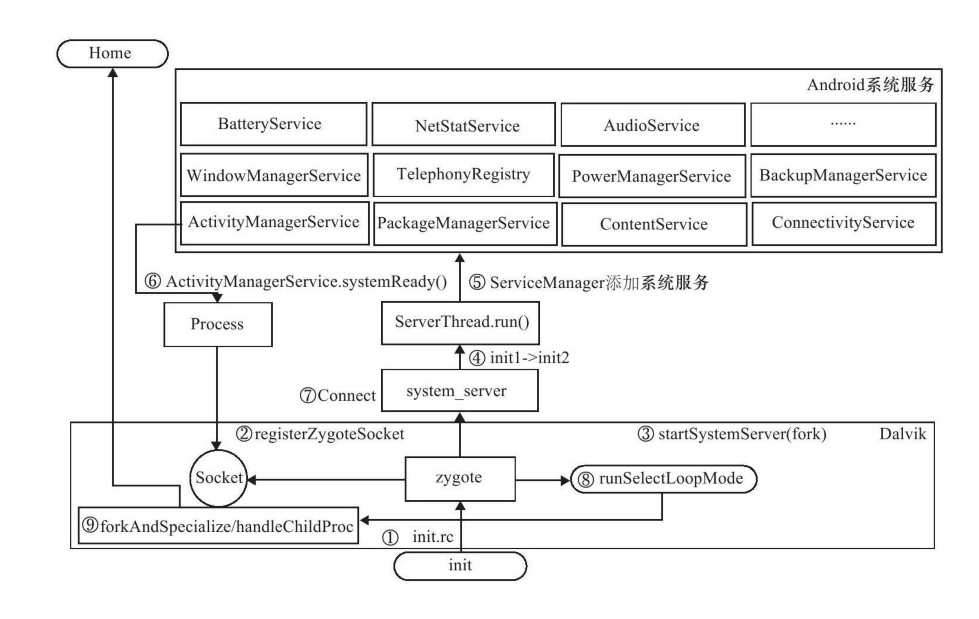 Home
Android系统服务
BatteryService
NetStatService
AudioService
······
WindowManagerService
TelephonyRegistry
PowerManagerService
BackupManagerService
ActivityManagerService
PackageManagerService
ContentService
ConnectivityService
⑥ ActivityManagerService.systemReady()
⑤ ServiceManager添加系统服务
Process
ServerThread.run()
④ init1->init2
⑦Connect
system_server
②registerZygoteSocket
③ startSystemServer(fork)
Dalvik
Socket
zygote
⑧ runSelectLoopMode
⑨forkAndSpecialize/handleChildProc
① init.rc
init